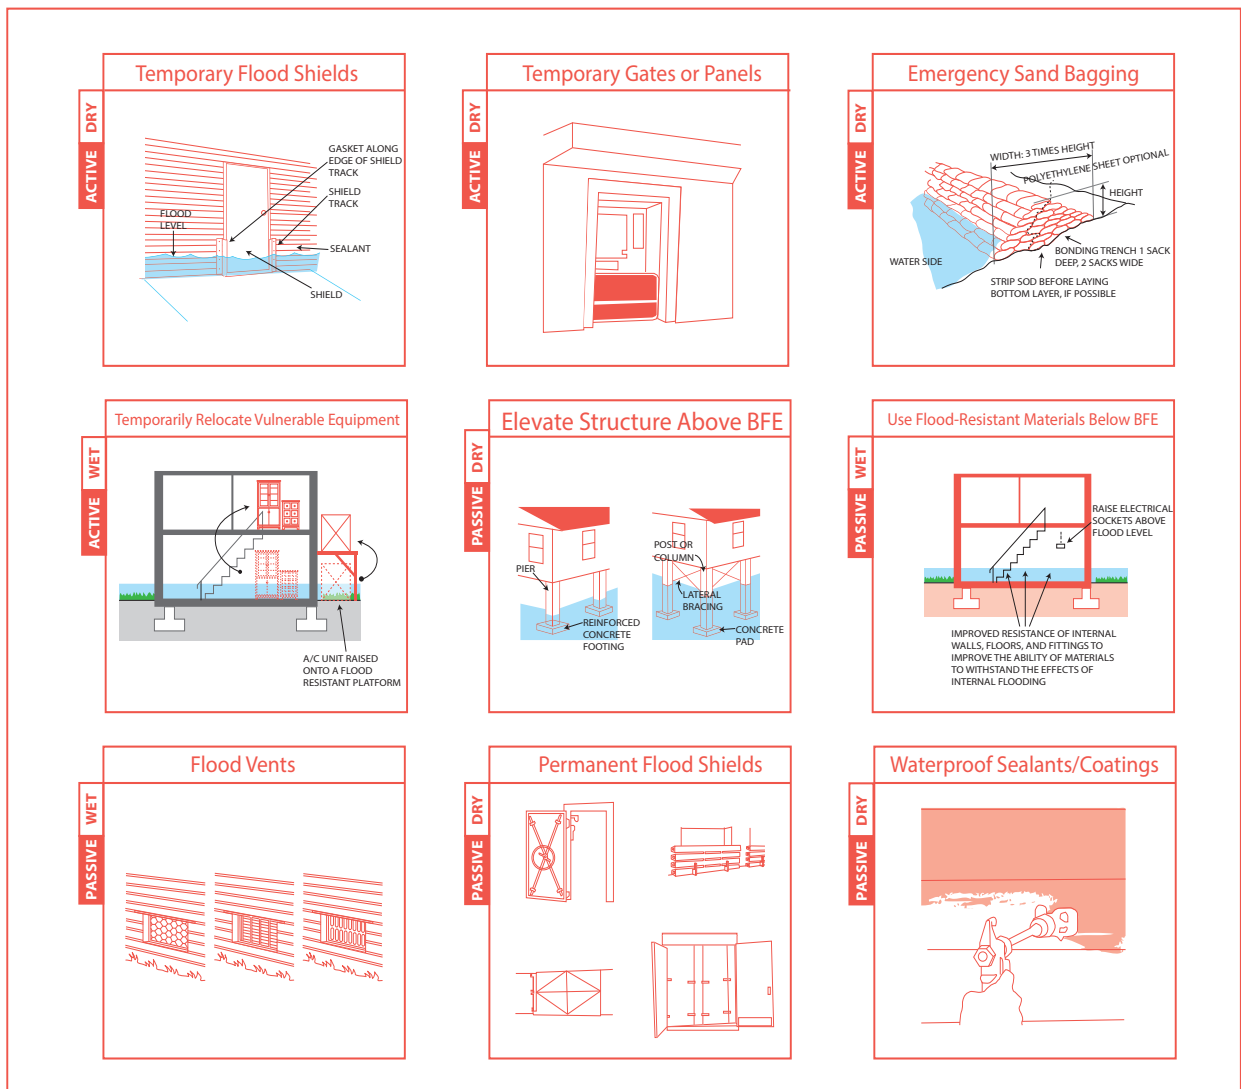 Temporary Flood Shields
DRY
ACTIVE
GASKET ALONG
EDGE OF SHIELD
TRACK
SHIELD
TRACK
FLOOD
LEVEL
SEALANT
SHIELD
Temporary Gates or Panels
DRY
ACTIVE
Emergency Sand Bagging
DRY
ACTIVE
WIDTH: 3 TIMES HEIGHT
POLYETHYLENE SHEET OPTIONAL
HEIGHT
BONDING TRENCH 1 SACK
DEEP, 2 SACKS WIDE
WATER SIDE
STRIP SOD BEFORE LAYING
BOTTOM LAYER, IF POSSIBLE
Temporarily Relocate Vulnerable Equipment
WET
ACTIVE
A/C UNIT RAISED
ONTO A FLOOD
RESISTANT PLATFORM
Elevate Structure Above BFE
DRY
PASSIVE
PIER
REINFORCED
CONCRETE
FOOTING
POST OR
COLUMN
LATERAL
BRACING
CONCRETE
PAD
Use Flood-Resistant Materials Below BFE
WET
PASSIVE
RAISE ELECTRICAL
SOCKETS ABOVE
FLOOD LEVEL
IMPROVED RESISTANCE OF INTERNAL
WALLS, FLOORS, AND FITTINGS TO
IMPROVE THE ABILITY OF MATERIALS
TO WITHSTAND THE EFFECTS OF
INTERNAL FLOODING
Flood Vents
WET
PASSIVE
Permanent Flood Shields
DRY
PASSIVE
Waterproof Sealants/Coatings
DRY
PASSIVE